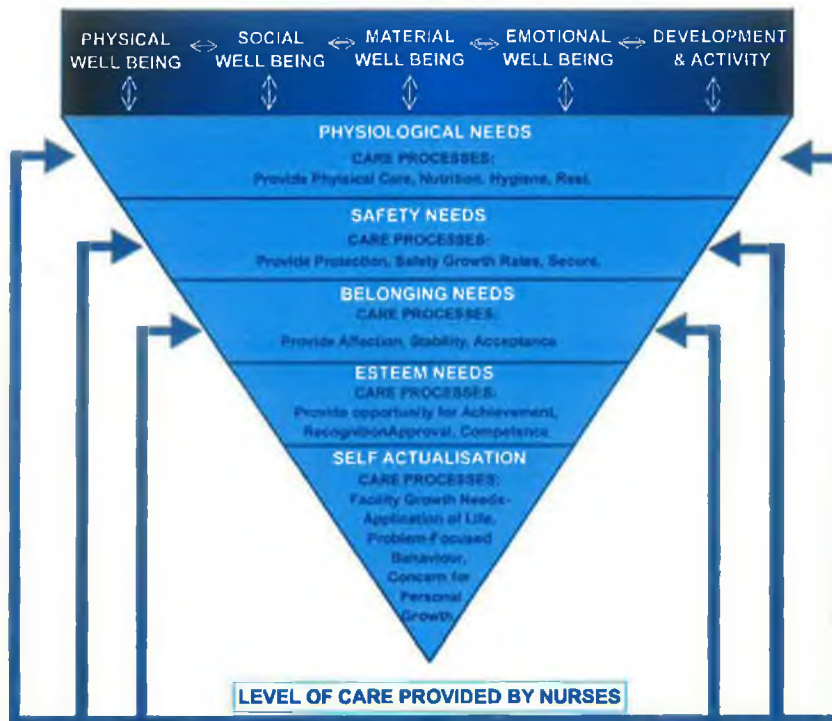 PHYSICAL SOCIAL MATERIAL EMOTIONAL DEVELOPMENT
WELL BEING WELL BEING WELL BEING WELL BEING & ACTIVITY
PHYSIOLOGICAL NEEDS
CARE PROCESSES:
Provide Phyisical Care, Nutrition, Hygiene, Rest.
SAFETY NEEDS
CARE PROCESSES:
Provide Protection, Safety Growth Rates, Secure.
BELONGING NEEDS
CARE PROCESSES:
Provide Affection, Stability, Acceptance
ESTEEM NEEDS
CARE PROCESSES:
Provide opportunity for Achievement,
RecognitionApproval, Competence
SELF ACTUALISATION
CARE PROCESSES:
Facility Growth Needs-
Application of Life,
Problem-Focused
Behaviour,
Concern for
Personal
Growth,
LEVEL OF CARE PROVIDED BY NURSES